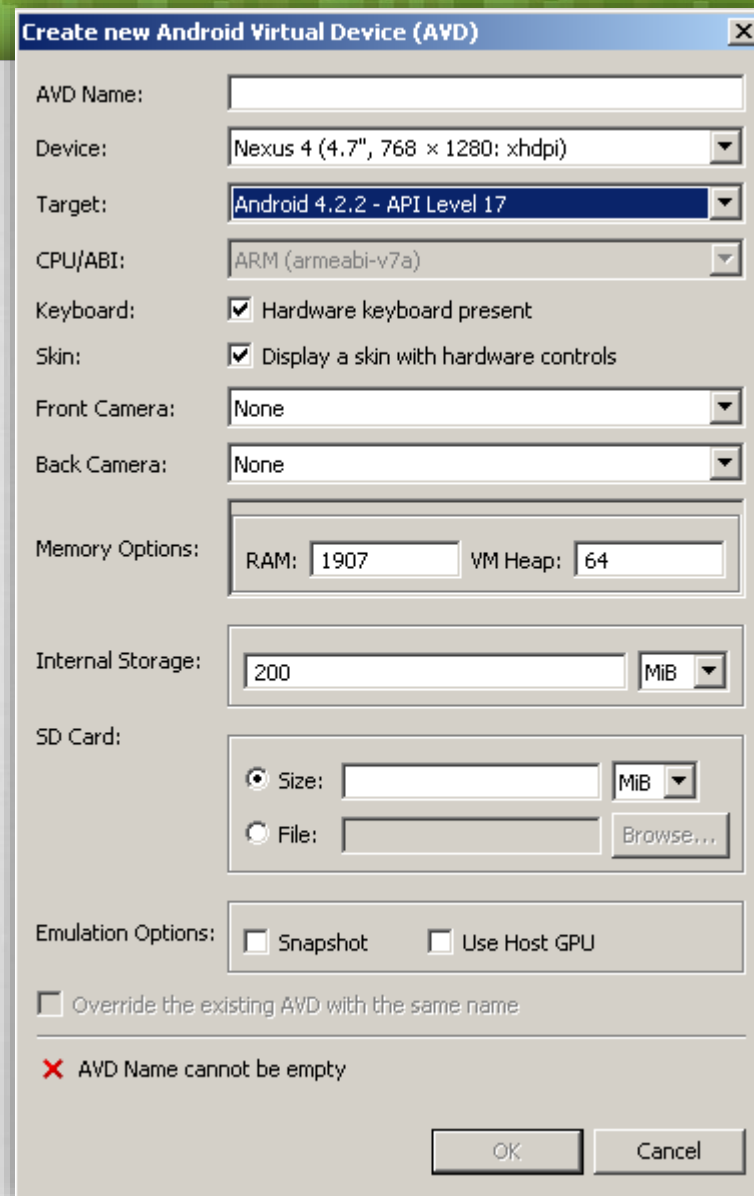 Create new Android Virtual Device (AVD)
AVD Name:
Device: Nexus 4 (4.7", 768 × 1280: xhdpi)
Target: Android 4.2.2 - API Level 17
CPU/ABI: ARM (armeabi-v7a)
Keyboard: Hardware keyboard present
Skin: Display a skin with hardware controls
Front Camera: None
Back Camera: None
Memory Options: RAM: 1907 VM Heap: 64
Internal Storage: 200 MiB
SD Card:
Size: MiB
File: Browse...
Emulation Options: Snapshot Use Host GPU
Override the existing AVD with the same name
AVD Name cannot be empty
OK Cancel